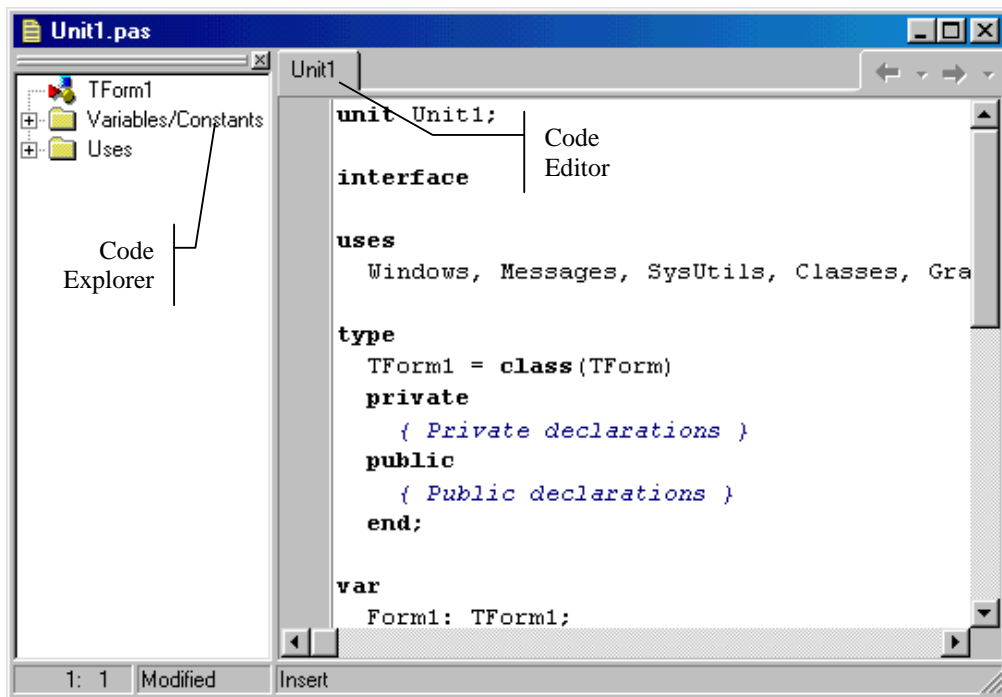 Unit1.pas
TForm1
Variables/Constants
Uses
Code
Explorer
Unit1
Code
Editor
unit Unit1;
interface
uses
Windows, Messages, SysUtils, Classes, Gra
type
TForm1 = class(TForm)
private
{ Private declarations }
public
{ Public declarations }
end;
var
Form1: TForm1;
1: 1 Modified Insert